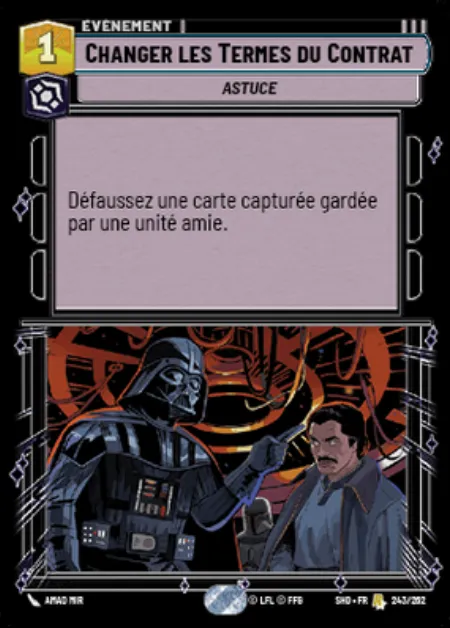 ÉVÉNEMENT
1
CHANGER LES TERMES DU CONTRAT
ASTUCE
Défaussez une carte capturée gardée
par une unité amie.
AMAD MIR
© LFL © FFG
SHD • FR
243/262